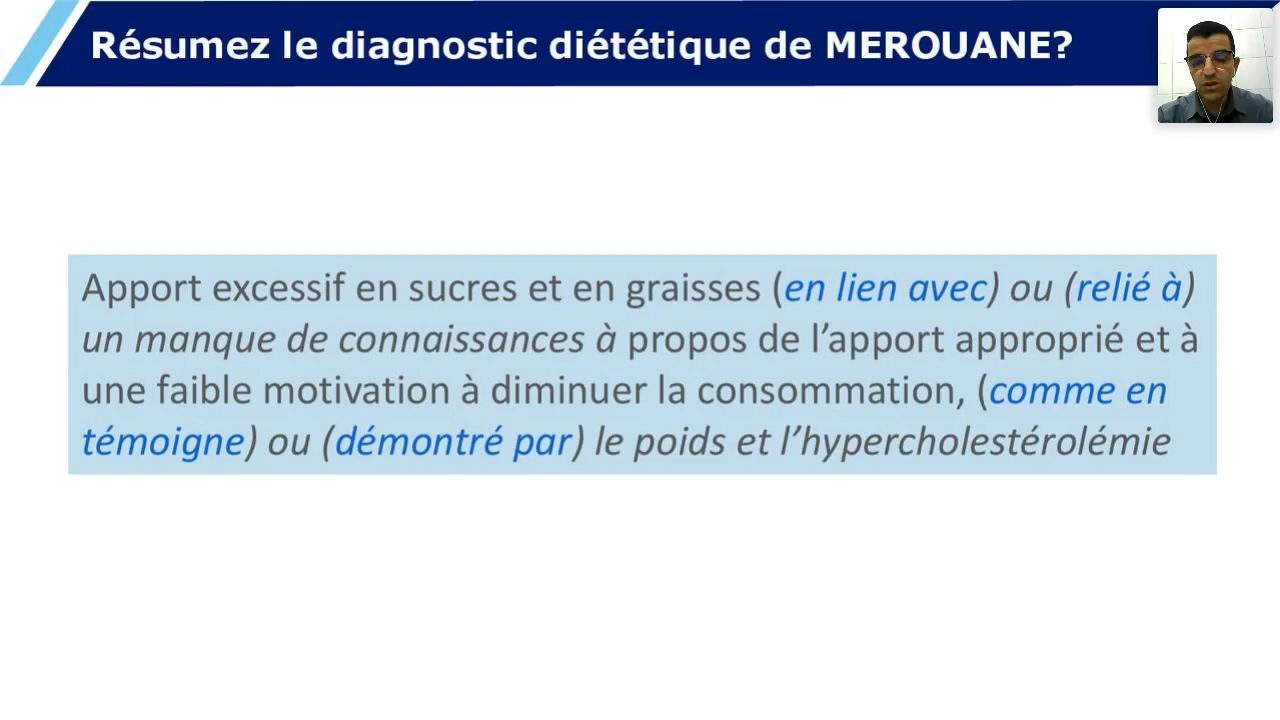 Résumez le diagnostic diététique de MEROUANE?
Apport excessif en sucres et en graisses (en lien avec) ou (relié à)
un manque de connaissances à propos de l’apport approprié et à
une faible motivation à diminuer la consommation, (comme en
témoigne) ou (démontré par) le poids et l’hypercholestérolémie